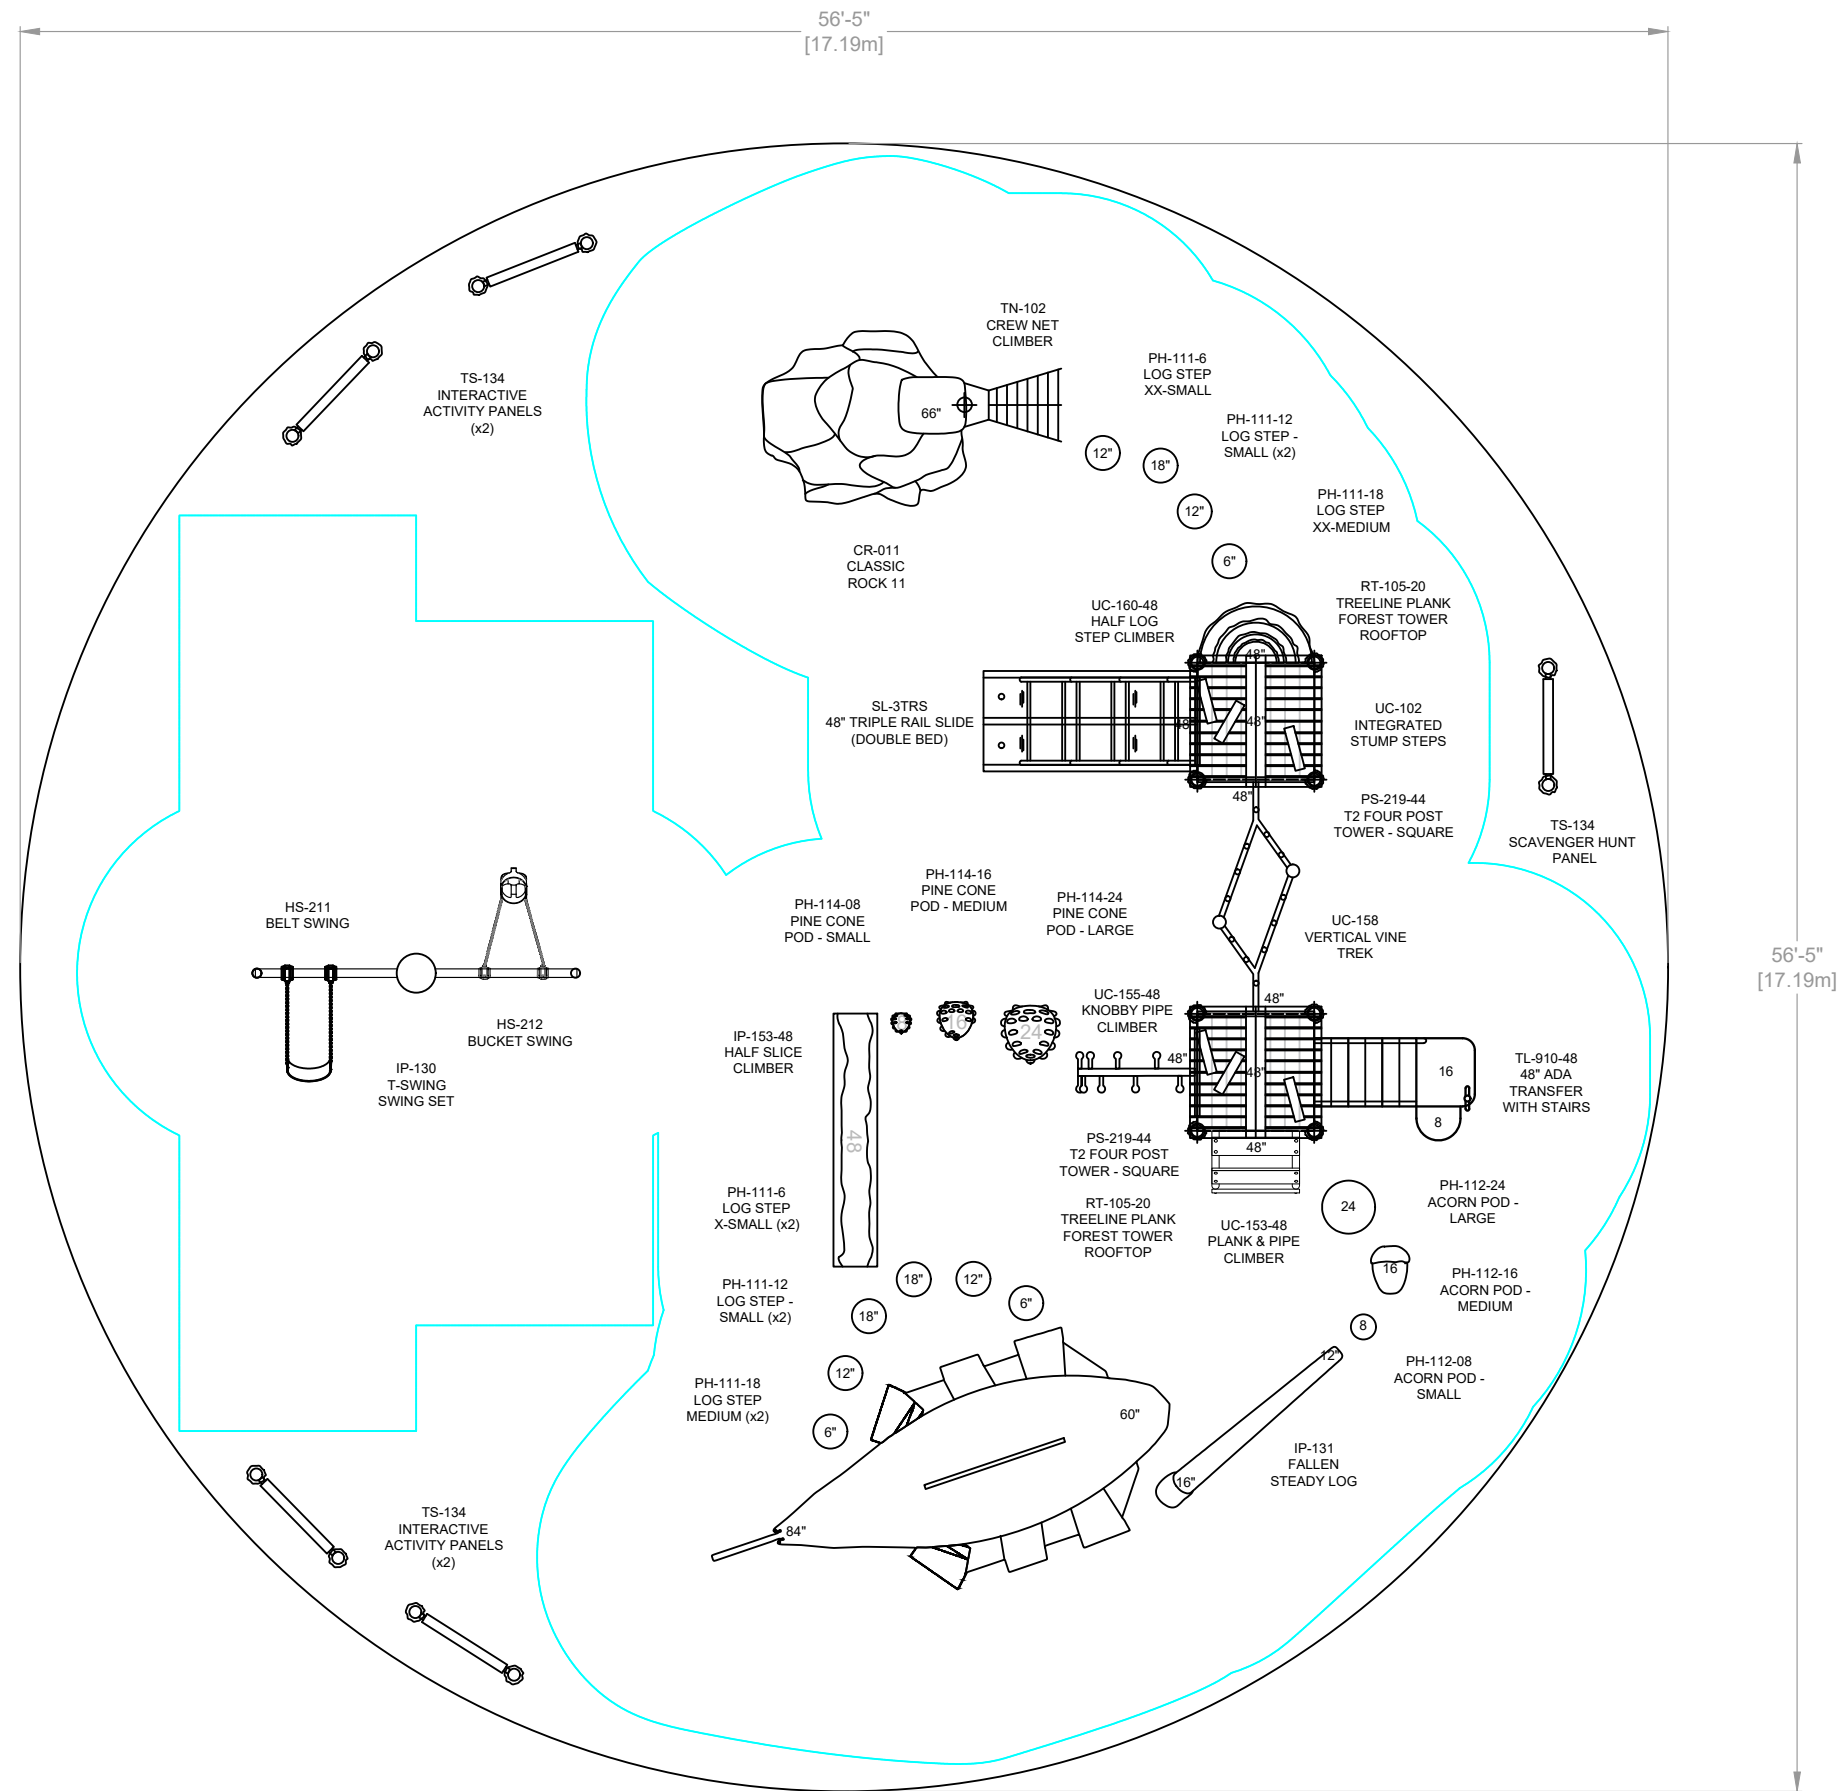 56'-5"
[17.19m]
TN-102
CREW NET
CLIMBER
PH-111-6
LOG STEP
XX-SMALL
TS-134
INTERACTIVE
ACTIVITY PANELS
(x2)
66"
PH-111-12
LOG STEP -
SMALL (x2)
12"
18"
12"
PH-111-18
LOG STEP
XX-MEDIUM
6"
CR-011
CLASSIC
ROCK 11
RT-105-20
TREELINE PLANK
FOREST TOWER
ROOFTOP
UC-160-48
HALF LOG
STEP CLIMBER
48"
SL-3TRS
48" TRIPLE RAIL SLIDE
(DOUBLE BED)
48"
48"
UC-102
INTEGRATED
STUMP STEPS
48"
PS-219-44
T2 FOUR POST
TOWER - SQUARE
TS-134
SCAVENGER HUNT
PANEL
PH-114-16
PINE CONE
POD - MEDIUM
PH-114-08
PINE CONE
POD - SMALL
PH-114-24
PINE CONE
POD - LARGE
HS-211
BELT SWING
UC-158
VERTICAL VINE
TREK
56'-5"
[17.19m]
UC-155-48
KNOBBY PIPE
CLIMBER
48"
HS-212
BUCKET SWING
IP-153-48
HALF SLICE
CLIMBER
16
24
48"
48"
16
8
TL-910-48
48" ADA
TRANSFER
WITH STAIRS
IP-130
T-SWING
SWING SET
48
PS-219-44
T2 FOUR POST
TOWER - SQUARE
48"
PH-111-6
LOG STEP
X-SMALL (x2)
RT-105-20
TREELINE PLANK
FOREST TOWER
ROOFTOP
UC-153-48
PLANK & PIPE
CLIMBER
24
PH-112-24
ACORN POD -
LARGE
16
PH-112-16
ACORN POD -
MEDIUM
PH-111-12
LOG STEP -
SMALL (x2)
18"
12"
6"
18"
8
12"
12"
PH-112-08
ACORN POD -
SMALL
PH-111-18
LOG STEP
MEDIUM (x2)
6"
60"
IP-131
FALLEN
STEADY LOG
16"
84"
TS-134
INTERACTIVE
ACTIVITY PANELS
(x2)